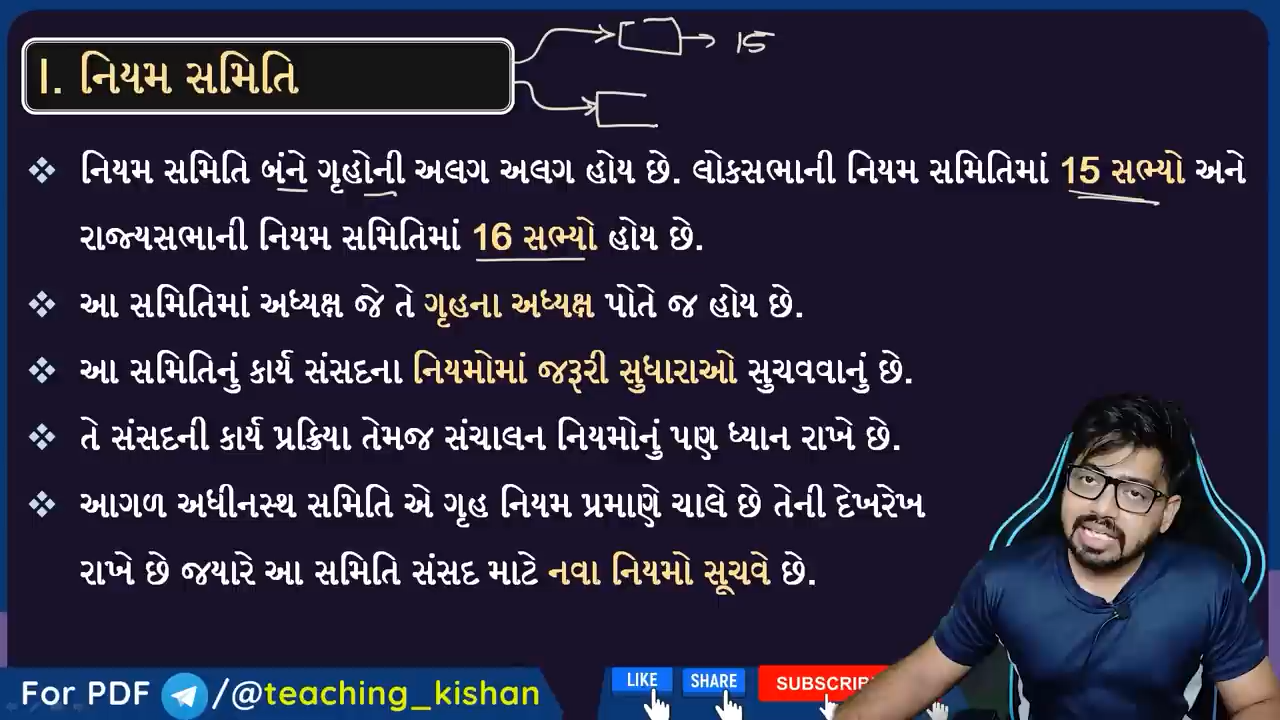 I. નિયમ સમિતિ
15
❖ નિયમ સમિતિ બંને ગૃહોની અલગ અલગ હોય છે. લોકસભાની નિયમ સમિતિમાં 15 સભ્યો અને
રાજ્યસભાની નિયમ સમિતિમાં 16 સભ્યો હોય છે.
❖ આ સમિતિમાં અધ્યક્ષ જે તે ગૃહના અધ્યક્ષ પોતે જ હોય છે.
❖ આ સમિતિનું કાર્ય સંસદના નિયમોમાં જરૂરી સુધારાઓ સુચવવાનું છે.
❖ તે સંસદની કાર્ય પ્રક્રિયા તેમજ સંચાલન નિયમોનું પણ ધ્યાન રાખે છે.
❖ આગળ અધીનસ્થ સમિતિ એ ગૃહ નિયમ પ્રમાણે ચાલે છે તેની દેખરેખ
રાખે છે જયારે આ સમિતિ સંસદ માટે નવા નિયમો સૂચવે છે.
For PDF /@teaching_kishan
LIKE SHARE SUBSCRIB